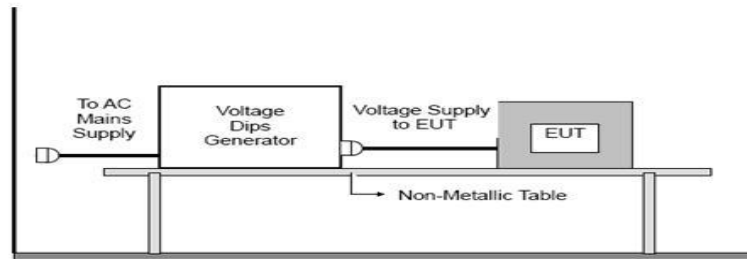 To AC
Mains
Supply
Voltage
Dips
Generator
Voltage Supply
to EUT
EUT
Non-Metallic Table